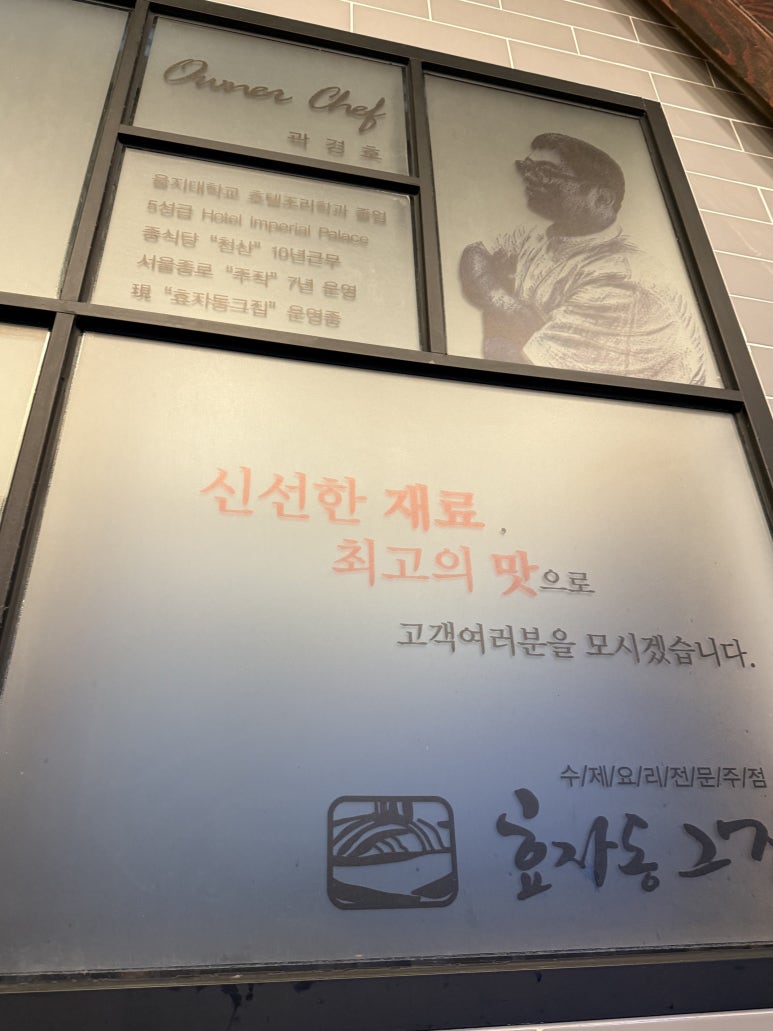 Owner Chef
곽 경 호
을지대학교 호텔조리학과 졸업
5성급 Hotel Imperial Palace
중식당 "천산" 10년근무
서울종로 "주작" 7년 운영
現 "효자동그집" 운영중
신선한 재료,
최고의 맛으로
고객여러분을 모시겠습니다.
수/제/요/리/전/문/주/점
효자동 그